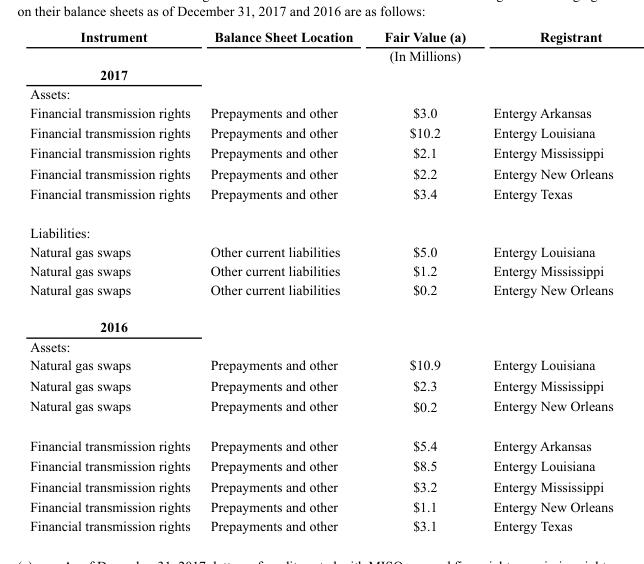 on their balance sheets as of December 31, 2017 and 2016 are as follows:
Instrument Balance Sheet Location Fair Value (a) Registrant
(In Millions)
2017
Assets:
Financial transmission rights Prepayments and other $3.0 Entergy Arkansas
Financial transmission rights Prepayments and other $10.2 Entergy Louisiana
Financial transmission rights Prepayments and other $2.1 Entergy Mississippi
Financial transmission rights Prepayments and other $2.2 Entergy New Orleans
Financial transmission rights Prepayments and other $3.4 Entergy Texas
Liabilities:
Natural gas swaps Other current liabilities $5.0 Entergy Louisiana
Natural gas swaps Other current liabilities $1.2 Entergy Mississippi
Natural gas swaps Other current liabilities $0.2 Entergy New Orleans
2016
Assets:
Natural gas swaps Prepayments and other $10.9 Entergy Louisiana
Natural gas swaps Prepayments and other $2.3 Entergy Mississippi
Natural gas swaps Prepayments and other $0.2 Entergy New Orleans
Financial transmission rights Prepayments and other $5.4 Entergy Arkansas
Financial transmission rights Prepayments and other $8.5 Entergy Louisiana
Financial transmission rights Prepayments and other $3.2 Entergy Mississippi
Financial transmission rights Prepayments and other $1.1 Entergy New Orleans
Financial transmission rights Prepayments and other $3.1 Entergy Texas